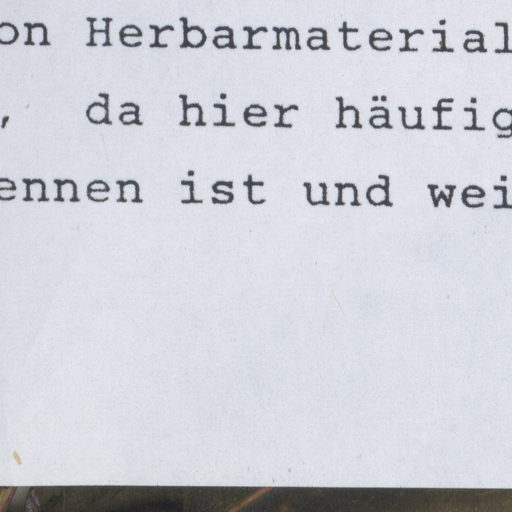 on Herbarmaterial
, da hier häufig
ennen ist und wei